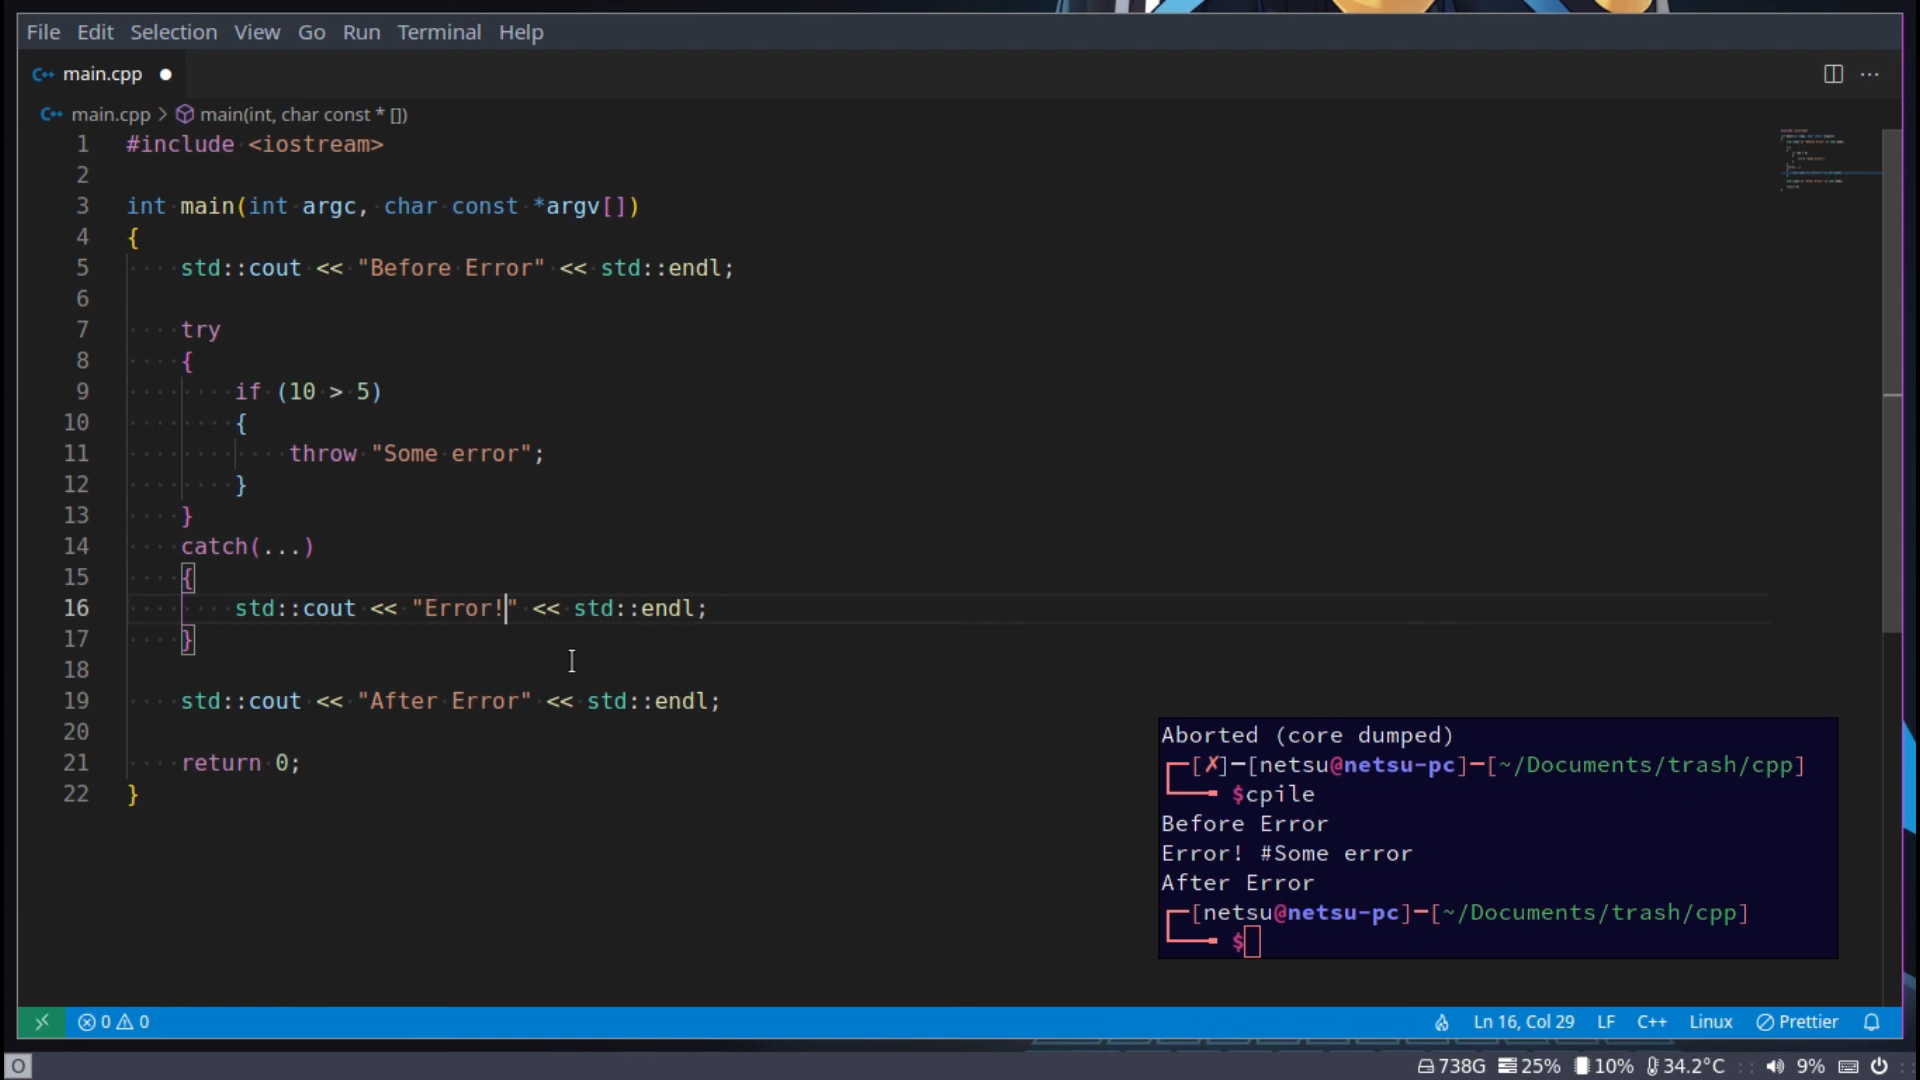 File Edit Selection View Go Run Terminal Help
C++ main.cpp
C++ main.cpp > main(int, char const * [])
1 #include <iostream>
2
3 int main(int argc, char const *argv[])
4 {
5 std::cout << "Before Error" << std::endl;
6
7 try
8 {
9 if (10 > 5)
10 {
11 throw "Some error";
12 }
13 }
14 catch(...)
15 {
16 std::cout << "Error!" << std::endl;
17 }
18
19 std::cout << "After Error" << std::endl;
20
21 return 0;
22 }
Aborted (core dumped)
[✗]─[netsu@netsu-pc]─[~/Documents/trash/cpp]
$cpile
Before Error
Error! #Some error
After Error
[netsu@netsu-pc]─[~/Documents/trash/cpp]
$
0 0 Ln 16, Col 29 LF C++ Linux Prettier
738G 25% 10% 34.2°C 9%